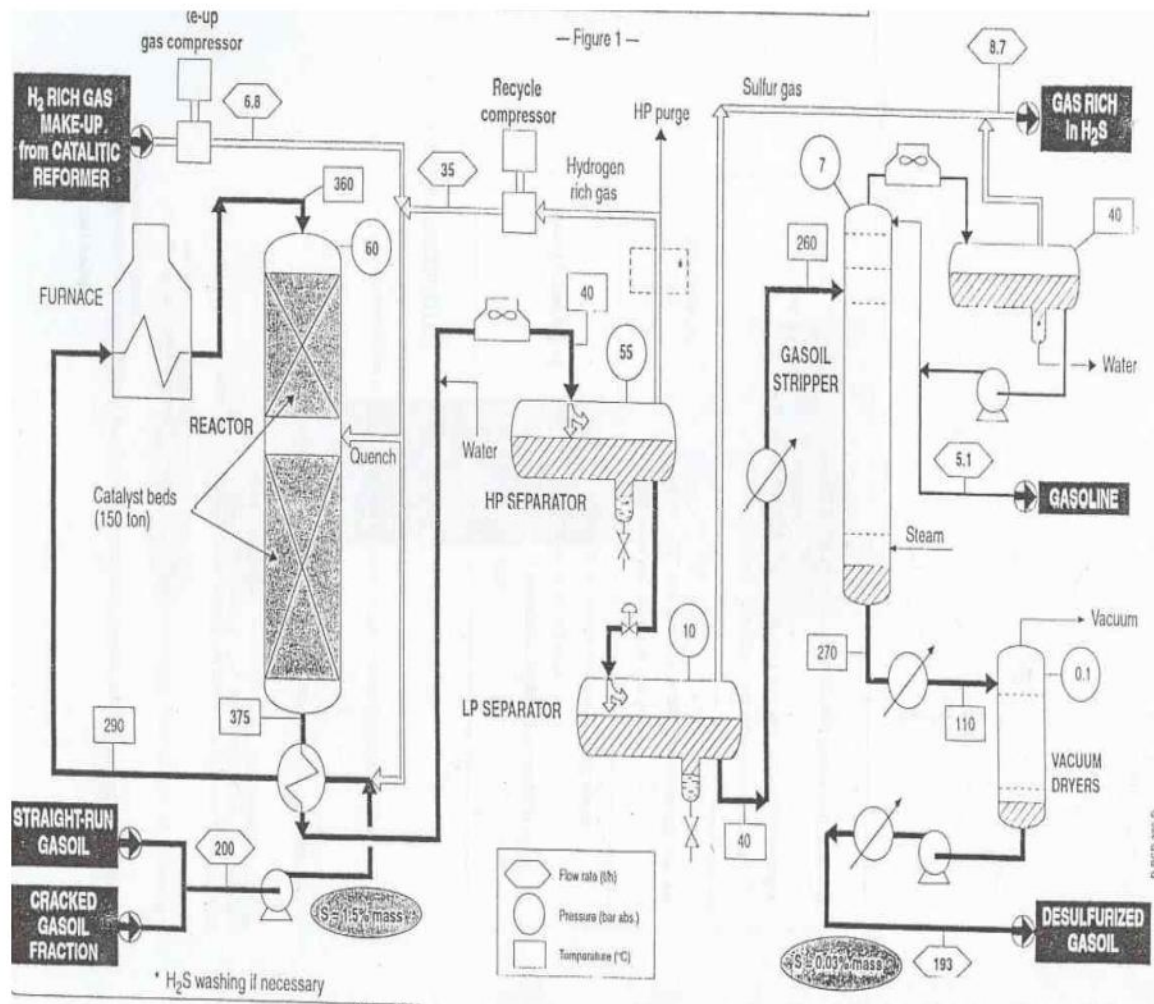 — Figure 1 —
e-up
gas compressor
6.8
H₂ RICH GAS
MAKE-UP
from CATALITIC
REFORMER
Recycle
compressor
35
HP purge
Hydrogen
rich gas
Sulfur gas
8.7
GAS RICH
in H₂S
360
60
FURNACE
REACTOR
Quench
Catalyst beds
(150 ton)
40
55
Water
HP SEPARATOR
7
260
GASOIL
STRIPPER
*
40
*
Water
5.1
GASOLINE
Steam
10
LP SEPARATOR
40
270
110
Vacuum
0.1
VACUUM
DRYERS
290
375
STRAIGHT-RUN
GASOIL
200
CRACKED
GASOIL
FRACTION
S = 1.5% mass
Flow rate (t/h)
Pressure (bar abs.)
Temperature (°C)
S = 0.03% mass
193
DESULFURIZED
GASOIL
* H₂S washing if necessary